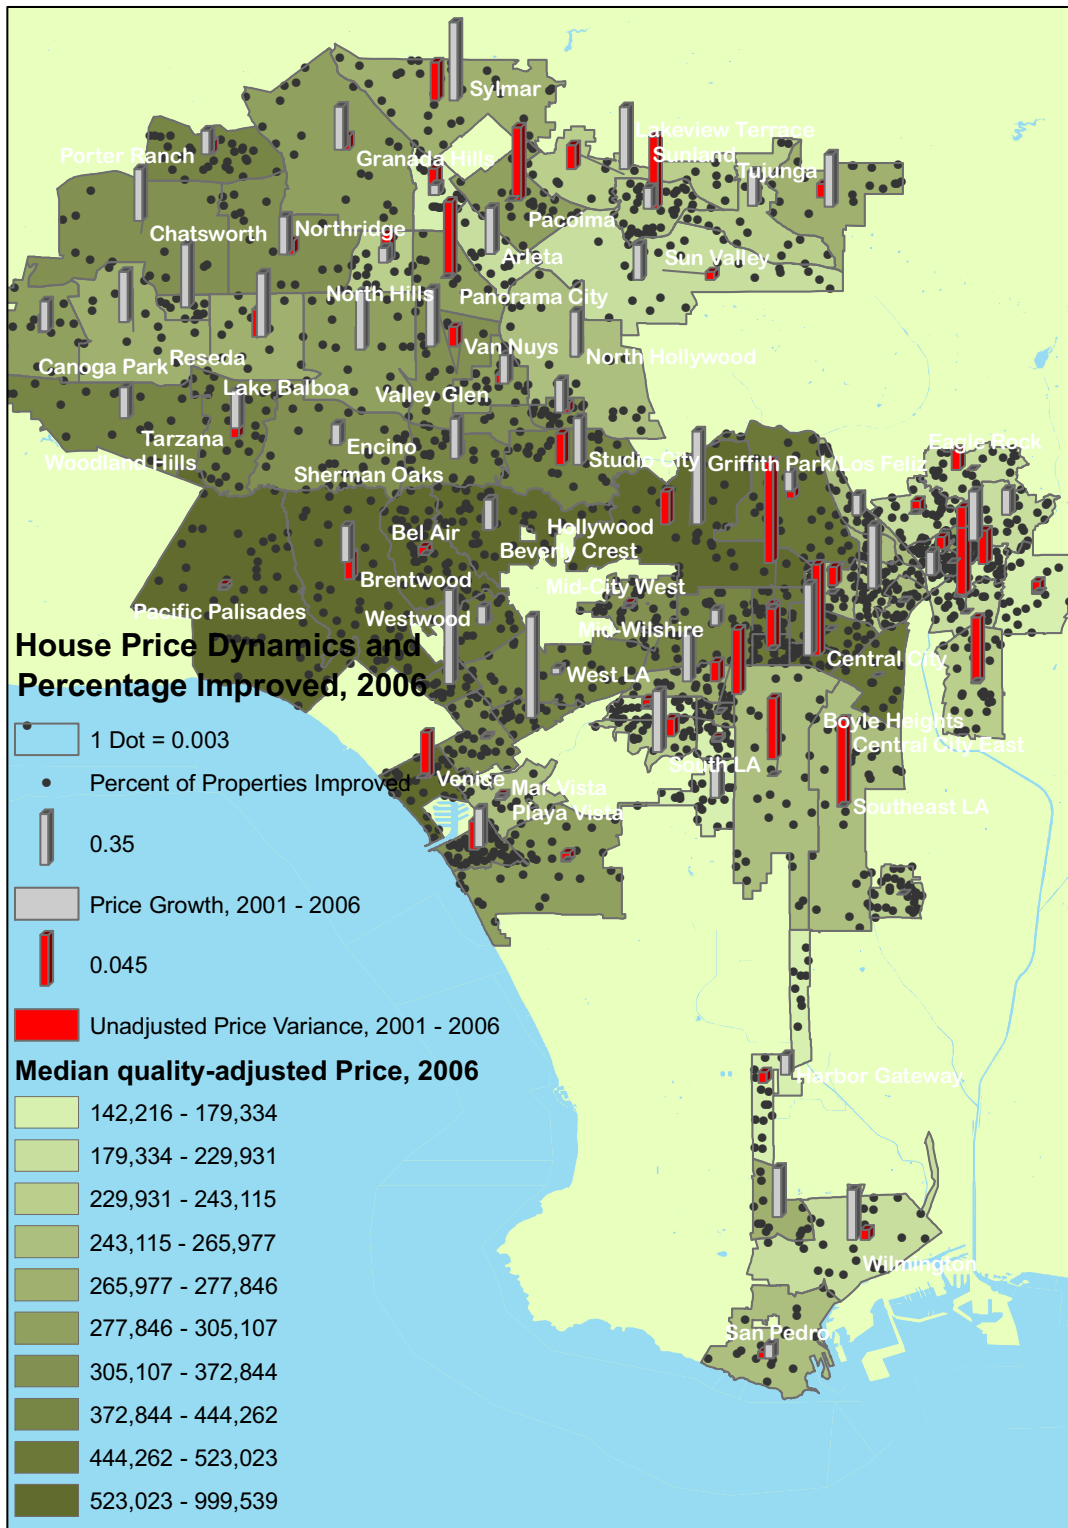 Sylmar
Lakeview Terrace
Porter Ranch
Granada Hills
Sunland
Tujunga
Pacoima
Chatsworth
Northridge
Arleta
Sun Valley
North Hills
Panorama City
Van Nuys
North Hollywood
Canoga Park
Reseda
Lake Balboa
Valley Glen
Tarzana
Encino
Woodland Hills
Sherman Oaks
Studio City
Griffith Park/Los Feliz
Eagle Rock
Bel Air
Hollywood
Beverly Crest
Brentwood
Mid-City West
Pacific Palisades
Westwood
Mid-Wilshire
West LA
Central City
Boyle Heights
Central City East
South LA
Venice
Mar Vista
Playa Vista
Southeast LA
Harbor Gateway
Wilmington
San Pedro
House Price Dynamics and
Percentage Improved, 2006
1 Dot = 0.003
Percent of Properties Improved
0.35
Price Growth, 2001 - 2006
0.045
Unadjusted Price Variance, 2001 - 2006
Median quality-adjusted Price, 2006
142,216 - 179,334
179,334 - 229,931
229,931 - 243,115
243,115 - 265,977
265,977 - 277,846
277,846 - 305,107
305,107 - 372,844
372,844 - 444,262
444,262 - 523,023
523,023 - 999,539